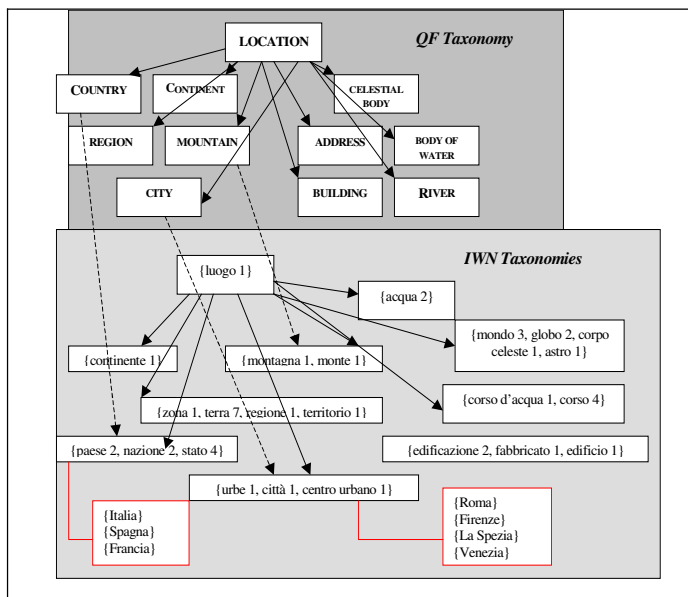 QF Taxonomy
LOCATION
COUNTRY
CONTINENT
CELESTIAL
BODY
REGION
MOUNTAIN
ADDRESS
BODY OF
WATER
CITY
BUILDING
RIVER
IWN Taxonomies
{luogo 1}
{acqua 2}
{mondo 3, globo 2, corpo
celeste 1, astro 1}
{continente 1}
{montagna 1, monte 1}
{zona 1, terra 7, regione 1, territorio 1}
{corso d'acqua 1, corso 4}
{paese 2, nazione 2, stato 4}
{edificazione 2, fabbricato 1, edificio 1}
{urbe 1, città 1, centro urbano 1}
{Italia}
{Spagna}
{Francia}
{Roma}
{Firenze}
{La Spezia}
{Venezia}